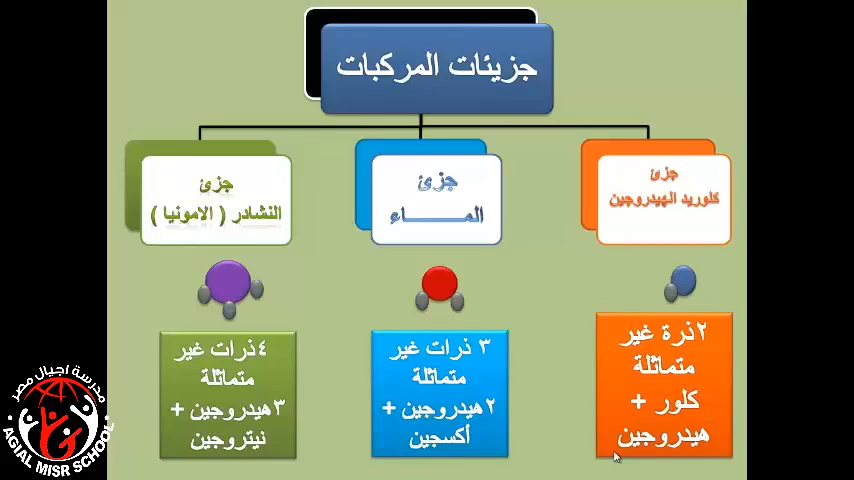 جزيئات المركبات
جزئ
كلوريد الهيدروجين
جزئ
المـــــــاء
جزئ
النشادر ( الامونيا )
٢ذرة غير
متماثلة
كلور +
هيدروجين
٣ ذرات غير
متماثلة
٢هيدروجين +
أكسجين
٤ذرات غير
متماثلة
٣هيدروجين +
نيتروجين
مدرسة اجيال مصر
AGIAL MISR SCHOOL